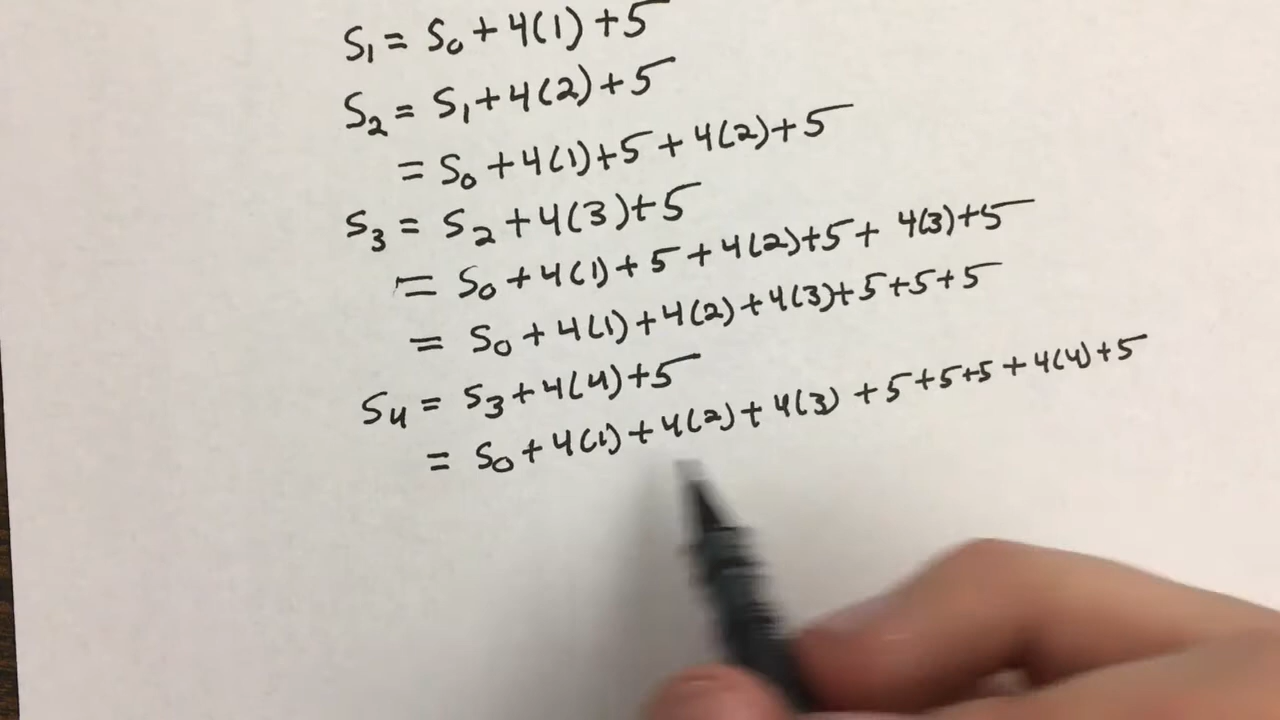 S₁ = S₀ + 4(1) + 5
S₂ = S₁ + 4(2) + 5
= S₀ + 4(1) + 5 + 4(2) + 5
S₃ = S₂ + 4(3) + 5
= S₀ + 4(1) + 5 + 4(2) + 5 + 4(3) + 5
= S₀ + 4(1) + 4(2) + 4(3) + 5 + 5 + 5
S₄ = S₃ + 4(4) + 5
= S₀ + 4(1) + 4(2) + 4(3) + 5 + 5 + 5 + 4(4) + 5